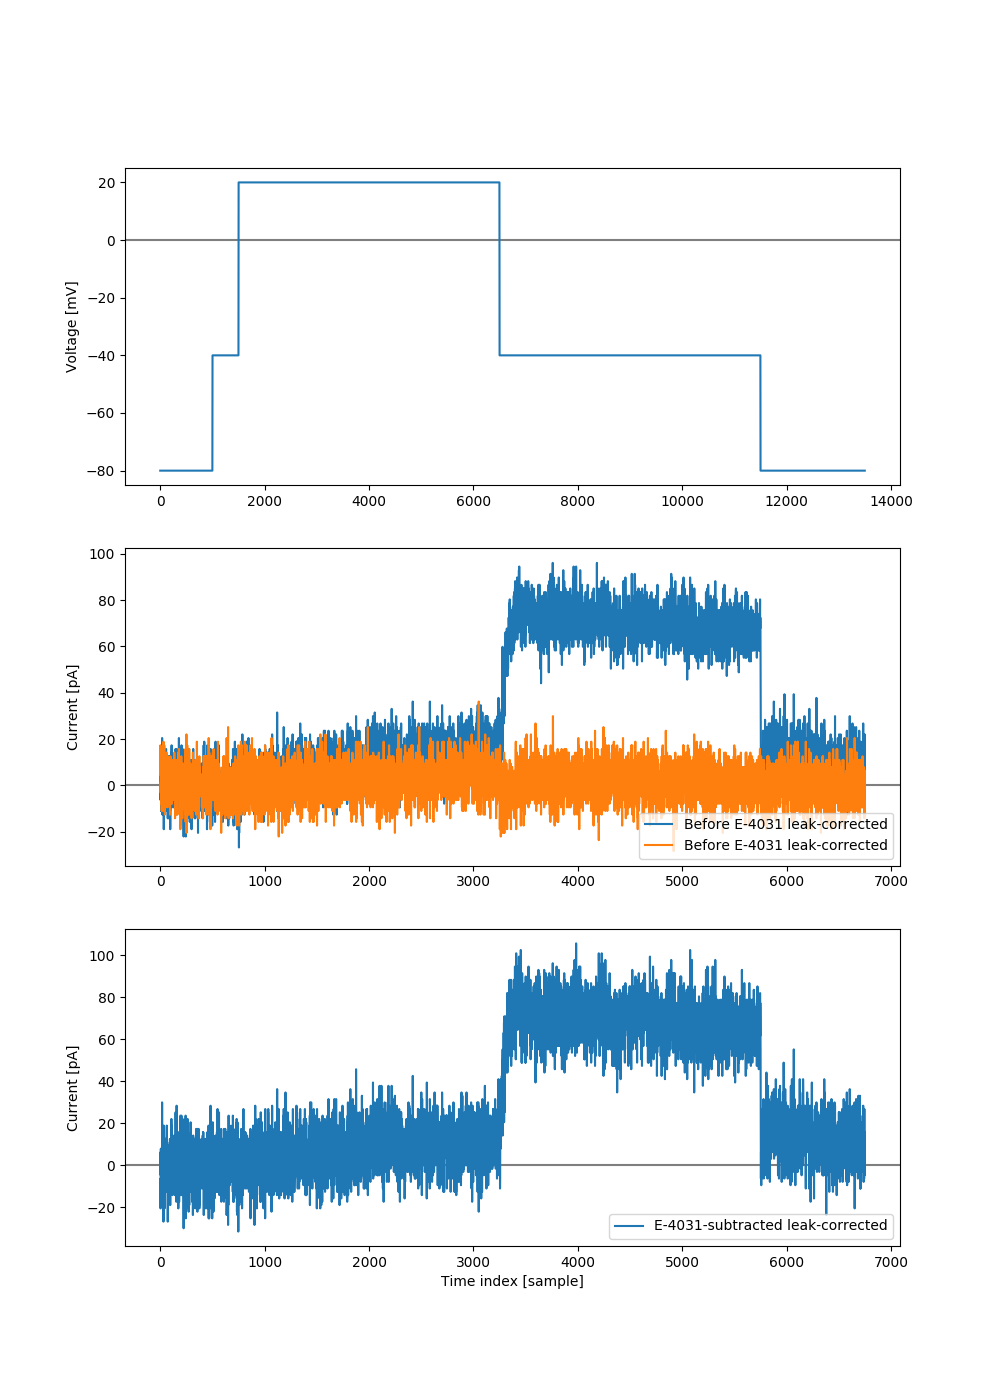 Voltage [mV]
20
0
−20
−40
−60
−80
0 2000 4000 6000 8000 10000 12000 14000
Current [pA]
100
80
60
40
20
0
−20
Before E-4031 leak-corrected
Before E-4031 leak-corrected
0 1000 2000 3000 4000 5000 6000 7000
Current [pA]
100
80
60
40
20
0
−20
E-4031-subtracted leak-corrected
0 1000 2000 3000 4000 5000 6000 7000
Time index [sample]